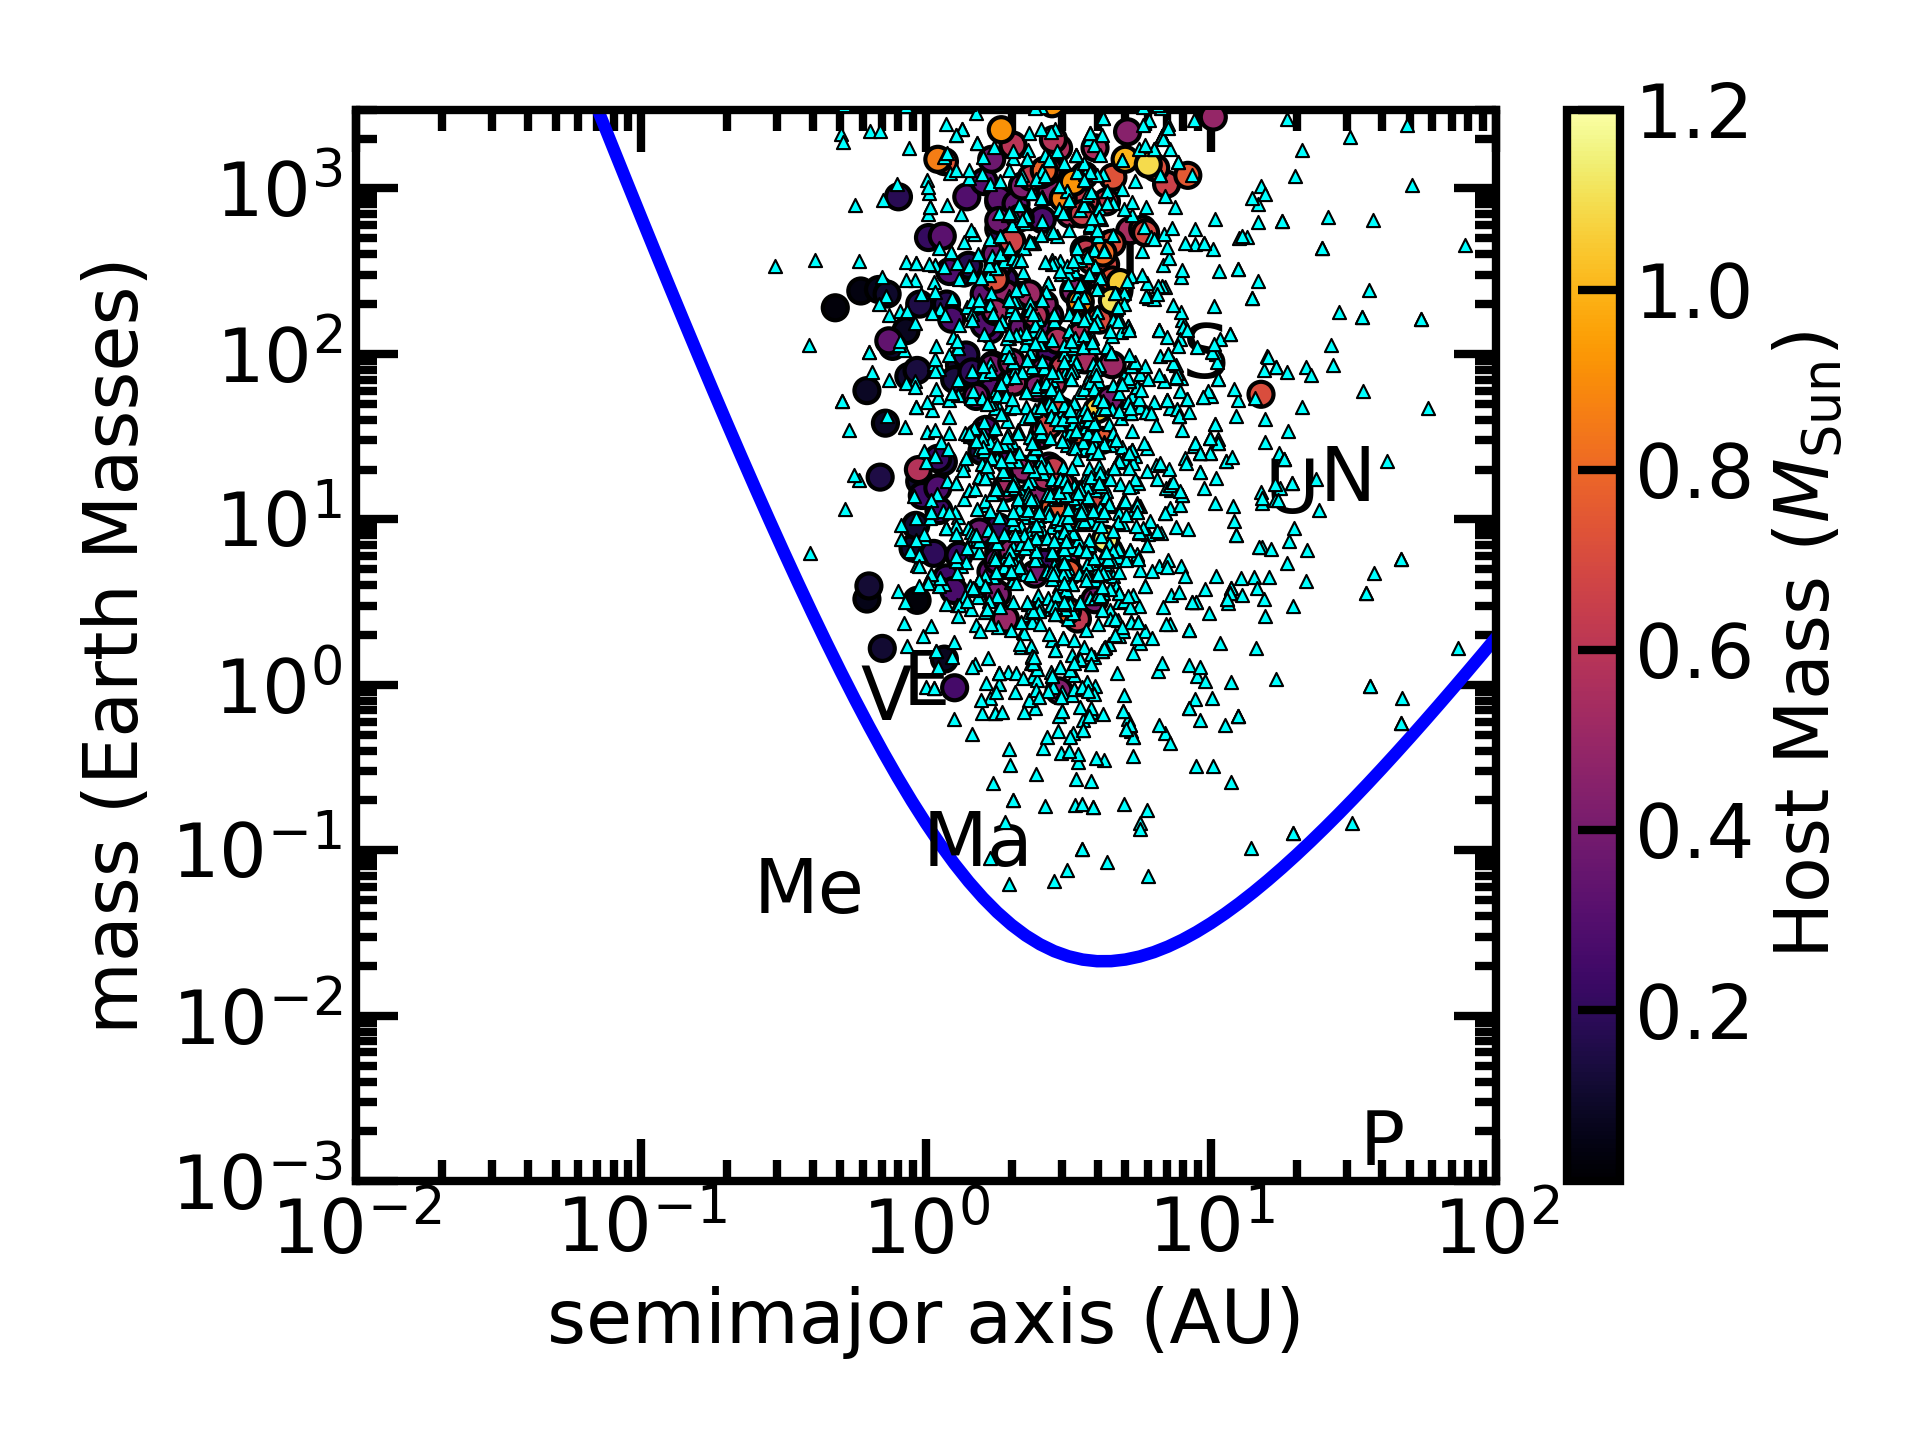 mass (Earth Masses)
10³
10²
10¹
10⁰
10⁻¹
10⁻²
10⁻³
10⁻²
10⁻¹
10⁰
10¹
10²
semimajor axis (AU)
J
S
U
N
V
E
Ma
Me
P
1.2
1.0
0.8
0.6
0.4
0.2
Host Mass (M_Sun)